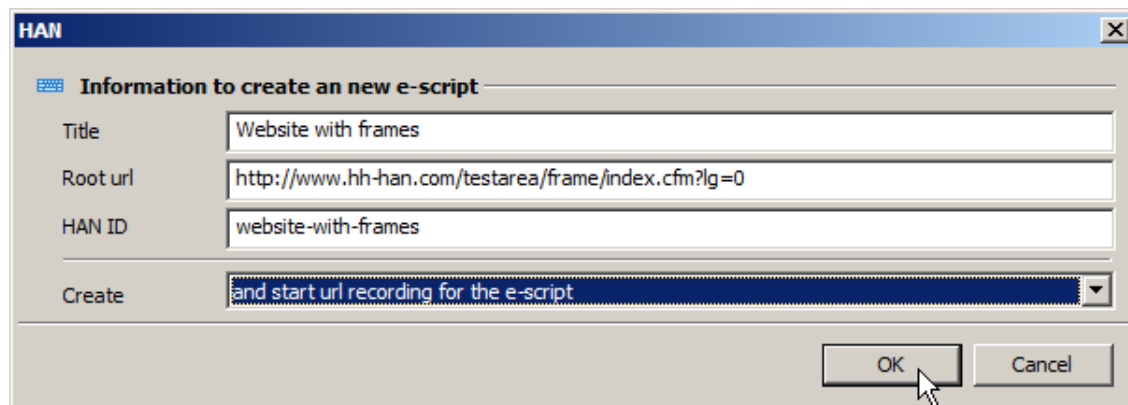 HAN
Information to create an new e-script
Title Website with frames
Root url http://www.hh-han.com/testarea/frame/index.cfm?lg=0
HAN ID website-with-frames
Create and start url recording for the e-script
OK Cancel